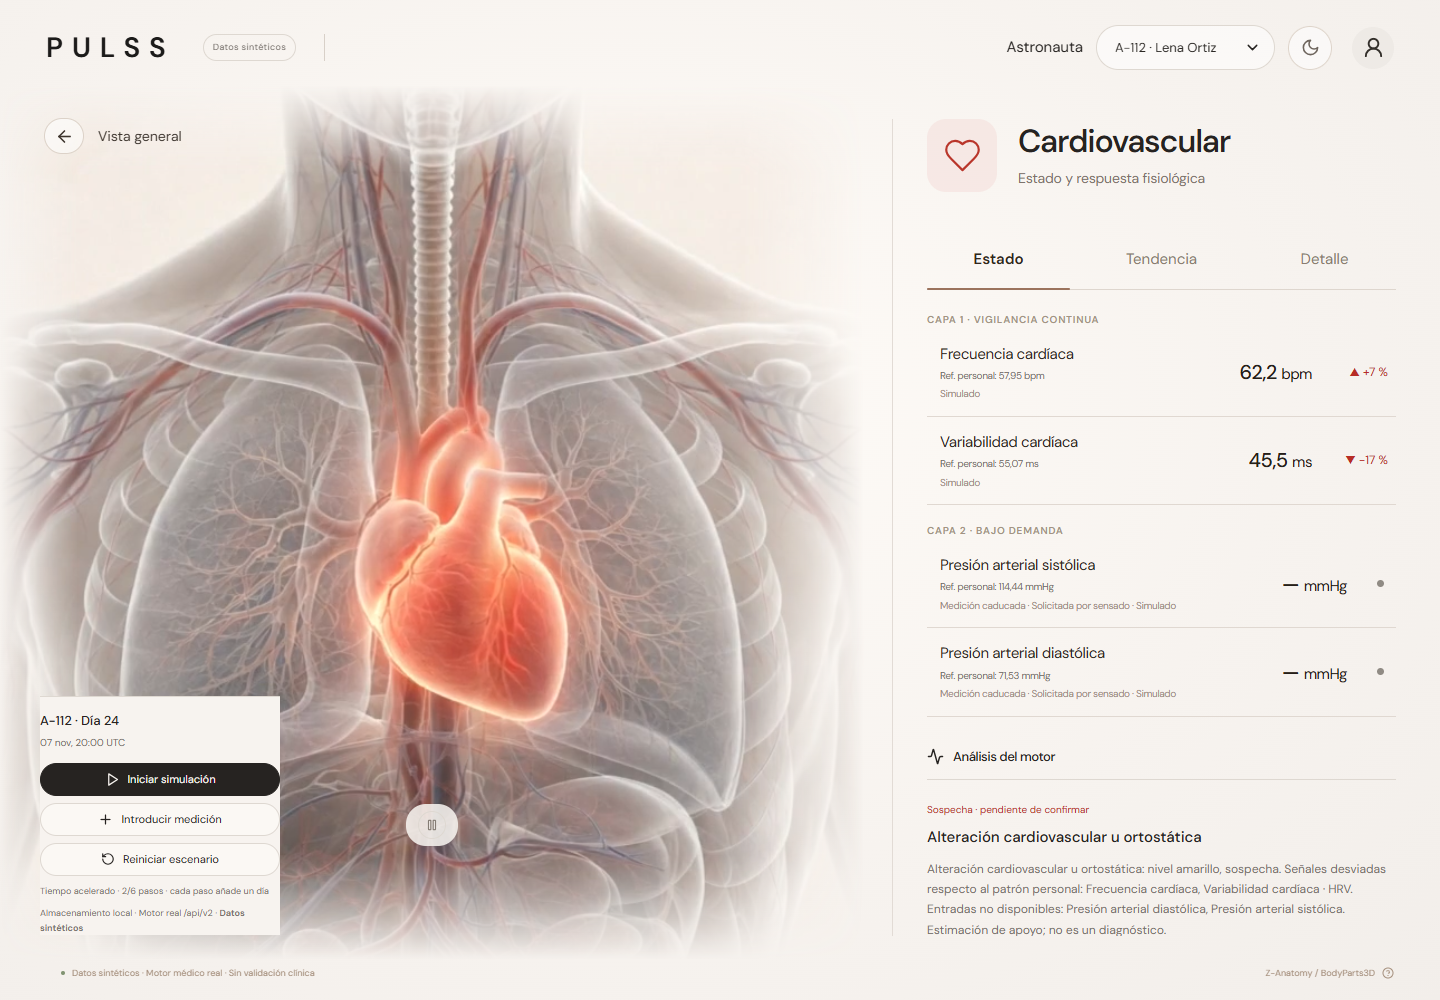 PULSS
Datos sintéticos
Astronauta
A-112 · Lena Ortiz
Vista general
Cardiovascular
Estado y respuesta fisiológica
Estado
Tendencia
Detalle
CAPA 1 · VIGILANCIA CONTINUA
Frecuencia cardíaca
Ref. personal: 57,95 bpm
Simulado
62,2 bpm
▲ +7 %
Variabilidad cardíaca
Ref. personal: 55,07 ms
Simulado
45,5 ms
▼ -17 %
CAPA 2 · BAJO DEMANDA
Presión arterial sistólica
Ref. personal: 114,44 mmHg
Medición caducada · Solicitada por sensado · Simulado
— mmHg
Presión arterial diastólica
Ref. personal: 71,53 mmHg
Medición caducada · Solicitada por sensado · Simulado
— mmHg
Análisis del motor
Sospecha · pendiente de confirmar
Alteración cardiovascular u ortostática
Alteración cardiovascular u ortostática: nivel amarillo, sospecha. Señales desviadas
respecto al patrón personal: Frecuencia cardíaca, Variabilidad cardíaca · HRV.
Entradas no disponibles: Presión arterial diastólica, Presión arterial sistólica.
Estimación de apoyo; no es un diagnóstico.
A-112 · Día 24
07 nov, 20:00 UTC
Iniciar simulación
Introducir medición
Reiniciar escenario
Tiempo acelerado · 2/6 pasos · cada paso añade un día
Almacenamiento local · Motor real /api/v2 · Datos
sintéticos
Datos sintéticos · Motor médico real · Sin validación clínica
Z-Anatomy / BodyParts3D